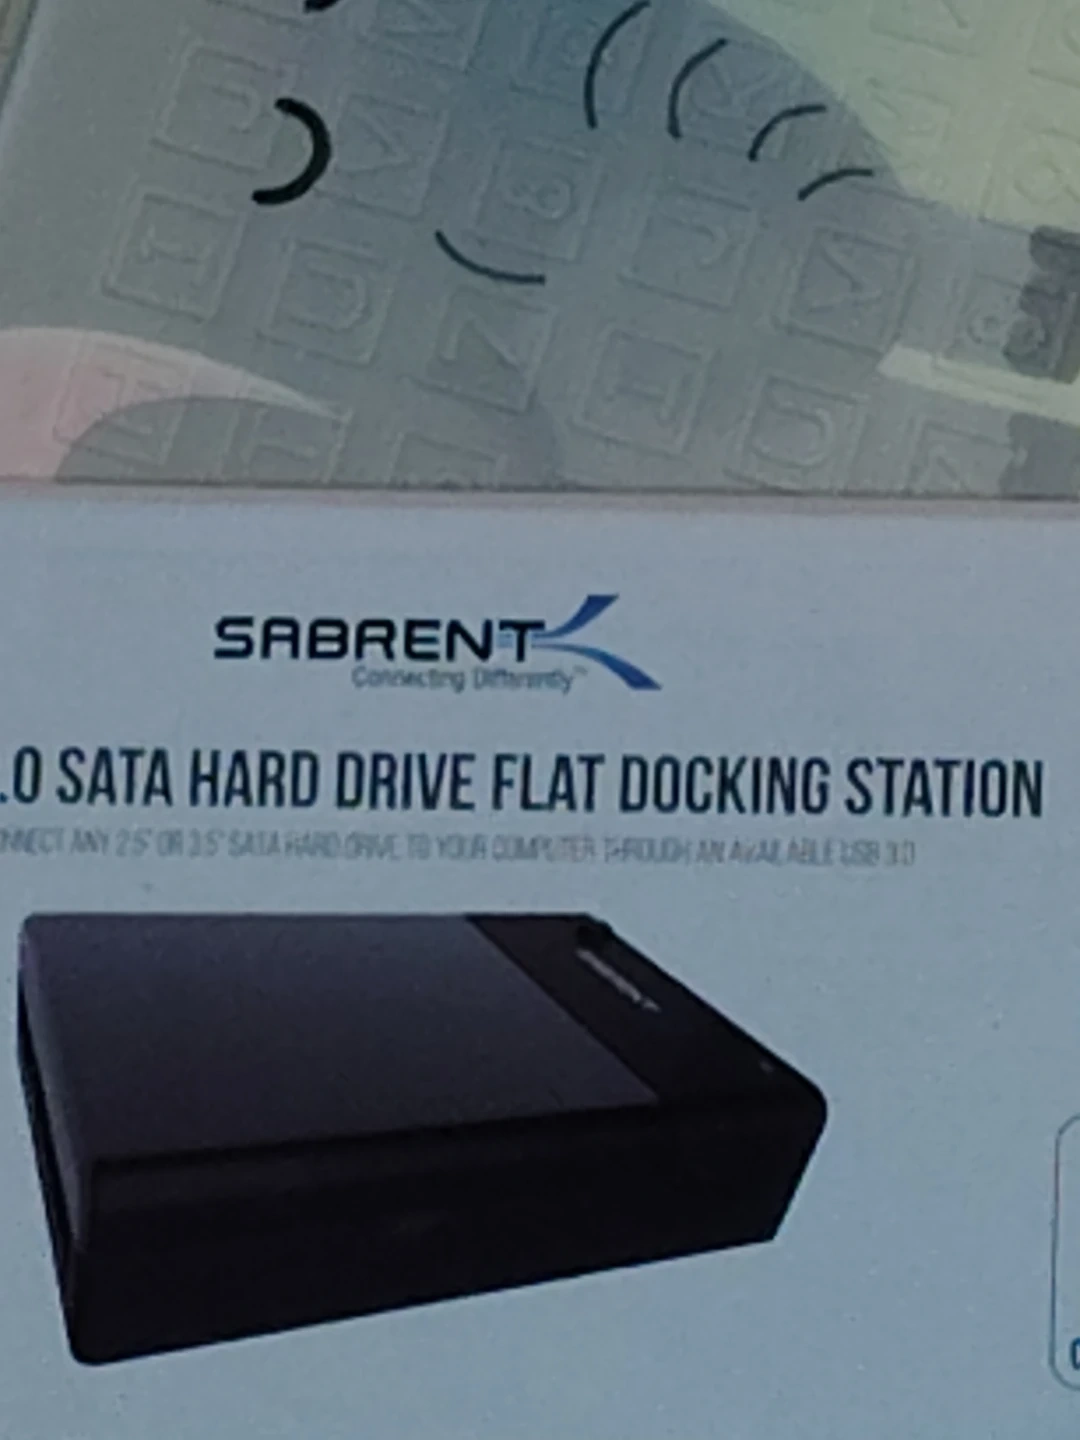 SABRENT
Connecting Differently™
.0 SATA HARD DRIVE FLAT DOCKING STATION
NNECT ANY 2.5" OR 3.5" SATA HARD DRIVE TO YOUR COMPUTER THROUGH AN AVAILABLE USB 3.0